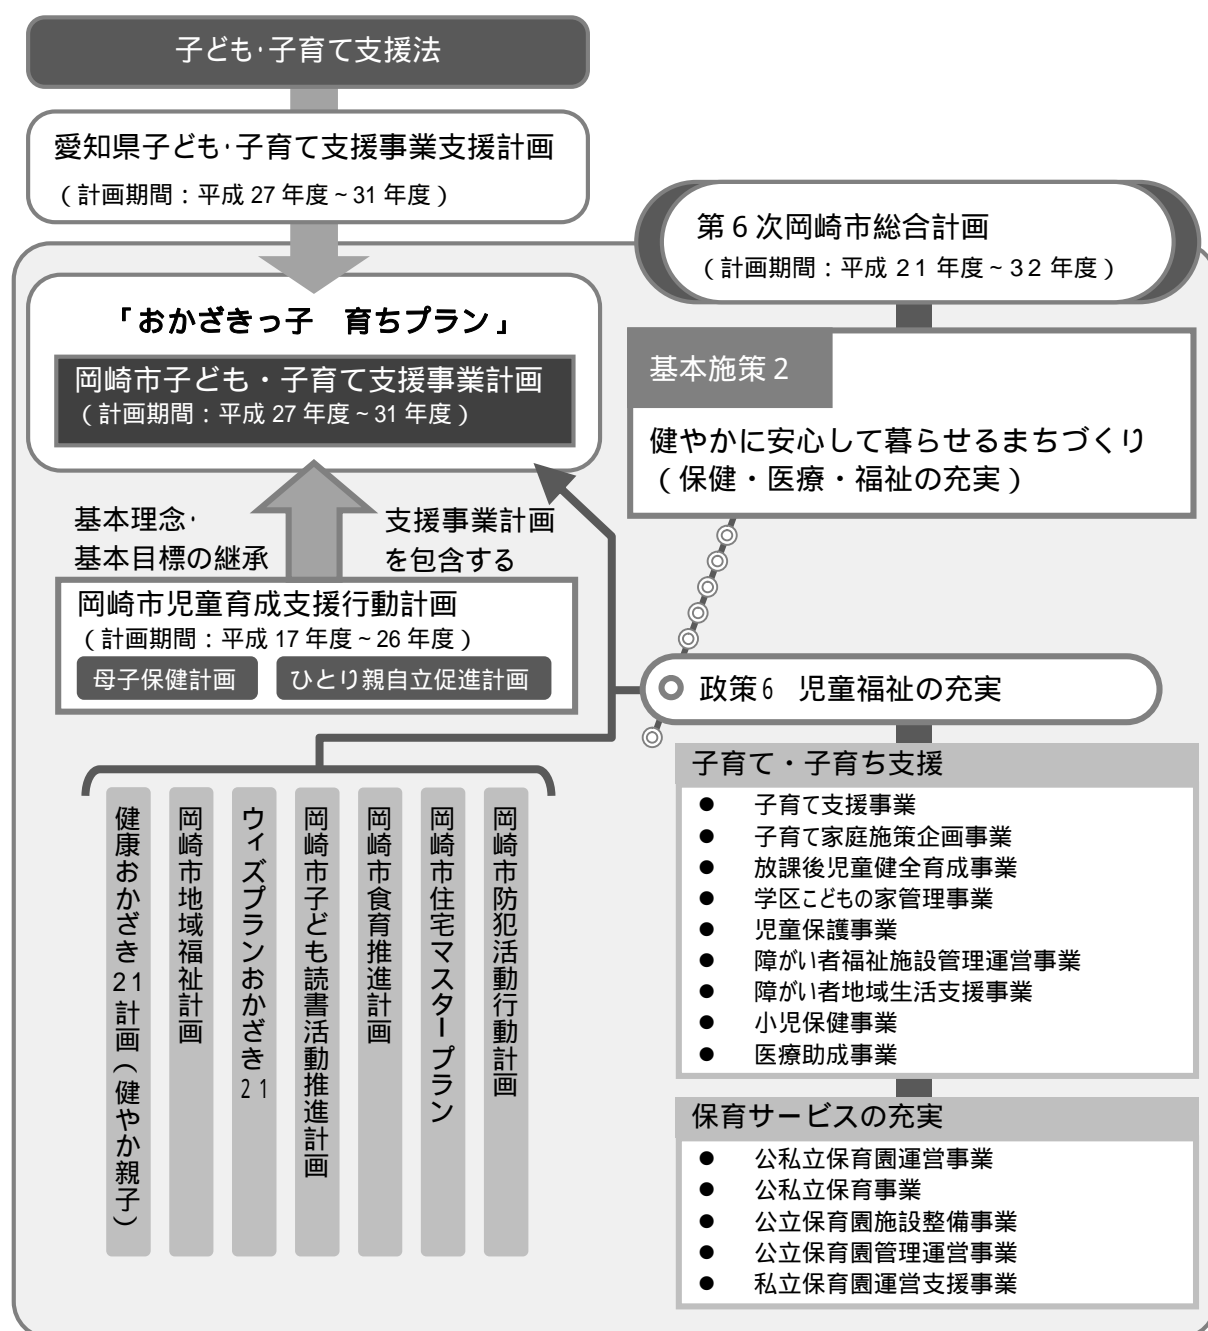 子ども・子育て支援法
愛知県子ども・子育て支援事業支援計画
（計画期間：平成 27 年度～31 年度）
第６次岡崎市総合計画
（計画期間：平成 21 年度～32 年度）
「おかざきっ子　育ちプラン」
岡崎市子ども・子育て支援事業計画
（計画期間：平成 27 年度～31 年度）
基本施策２
健やかに安心して暮らせるまちづくり
（保健・医療・福祉の充実）
基本理念・
基本目標の継承
支援事業計画
を包含する
岡崎市児童育成支援行動計画
（計画期間：平成 17 年度～26 年度）
母子保健計画
ひとり親自立促進計画
政策6　児童福祉の充実
健康おかざき21計画（健やか親子）
岡崎市地域福祉計画
ウィズプランおかざき21
岡崎市子ども読書活動推進計画
岡崎市食育推進計画
岡崎市住宅マスタープラン
岡崎市防犯活動行動計画
子育て・子育ち支援
● 子育て支援事業
● 子育て家庭施策企画事業
● 放課後児童健全育成事業
● 学区こどもの家管理事業
● 児童保護事業
● 障がい者福祉施設管理運営事業
● 障がい者地域生活支援事業
● 小児保健事業
● 医療助成事業
保育サービスの充実
● 公私立保育園運営事業
● 公私立保育事業
● 公立保育園施設整備事業
● 公立保育園管理運営事業
● 私立保育園運営支援事業